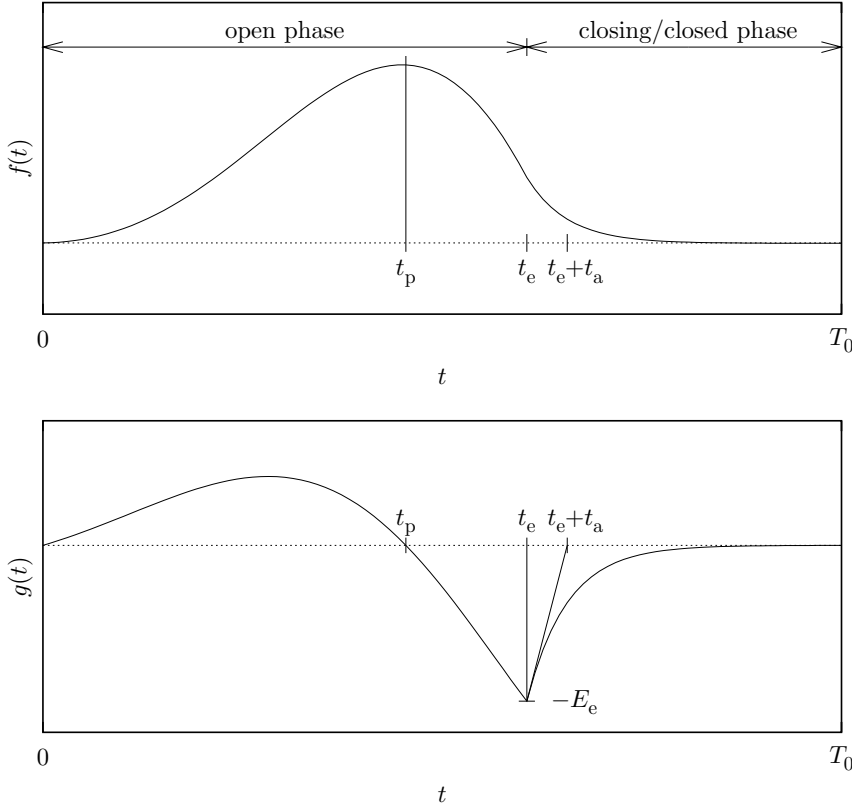 open phase
closing/closed phase
f(t)
t_p
t_e
t_e+t_a
0
T_0
t
t_p
t_e
t_e+t_a
g(t)
−E_e
0
T_0
t